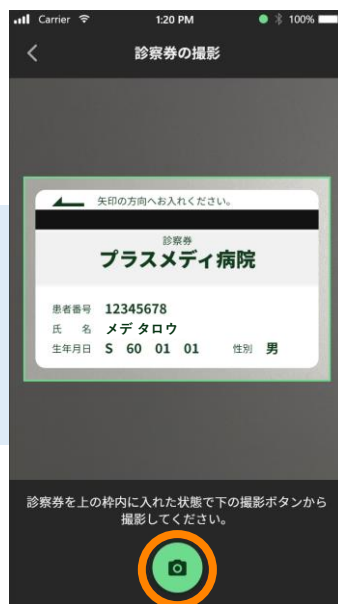 Carrier 1:20 PM 100%
診察券の撮影
矢印の方向へお入れください。
診察券
プラスメディ病院
患者番号 12345678
氏 名 メデ タロウ
生年月日 S 60 01 01 性別 男
診察券を上の枠内に入れた状態で下の撮影ボタンから
撮影してください。